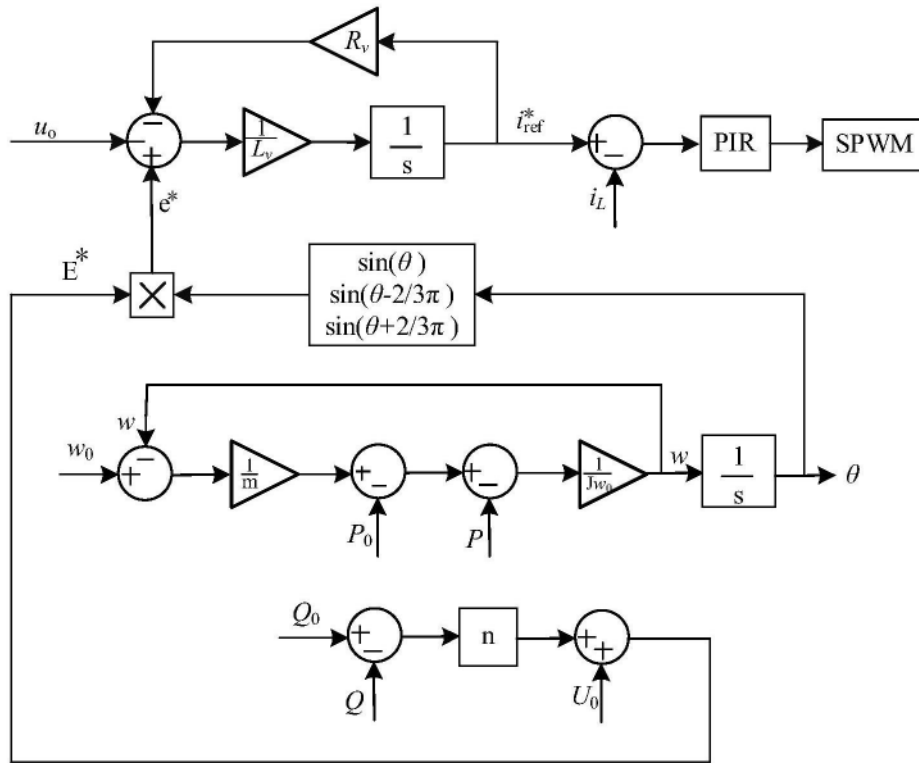 R_v
u_o
− − +
1/L_v
1/s
i*_ref
+ −
PIR
SPWM
i_L
e*
E*
×
sin(θ)
sin(θ-2/3π)
sin(θ+2/3π)
w
w_0
+ −
1/m
+ −
+ −
1/Jw_0
w
1/s
θ
P_0
P
Q_0
+ −
n
+ +
Q
U_0